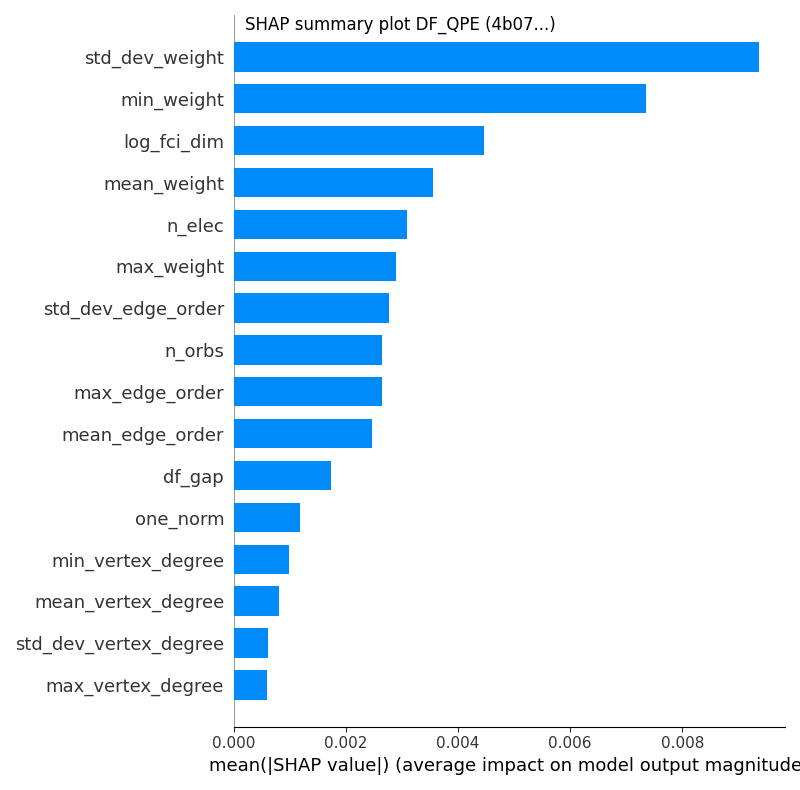 SHAP summary plot DF_QPE (4b07...)
std_dev_weight
min_weight
log_fci_dim
mean_weight
n_elec
max_weight
std_dev_edge_order
n_orbs
max_edge_order
mean_edge_order
df_gap
one_norm
min_vertex_degree
mean_vertex_degree
std_dev_vertex_degree
max_vertex_degree
0.000 0.002 0.004 0.006 0.008
mean(|SHAP value|) (average impact on model output magnitude